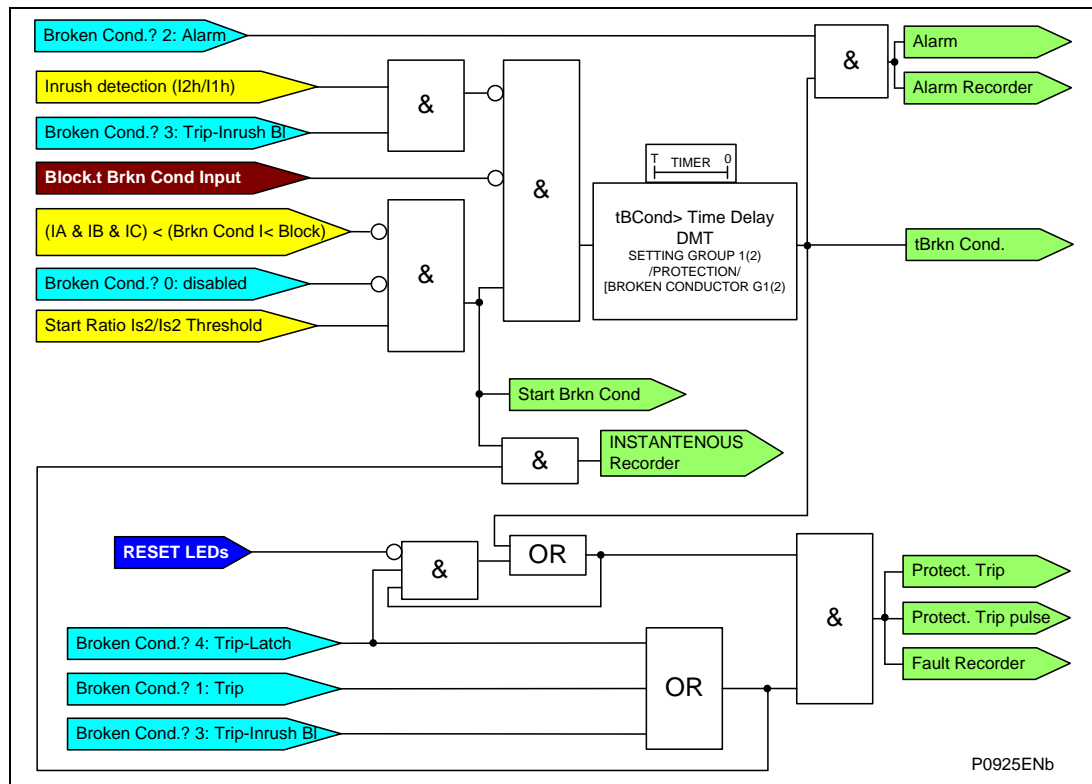 Broken Cond.? 2: Alarm
&
Alarm
Alarm Recorder
Inrush detection (I2h/I1h)
&
Broken Cond.? 3: Trip-Inrush Bl
Block.t Brkn Cond Input
&
T TIMER 0
tBCond> Time Delay
DMT
SETTING GROUP 1(2)
/PROTECTION/
[BROKEN CONDUCTOR G1(2)
tBrkn Cond.
(IA & IB & IC) < (Brkn Cond I< Block)
&
Broken Cond.? 0: disabled
Start Ratio Is2/Is2 Threshold
Start Brkn Cond
&
INSTANTENOUS
Recorder
RESET LEDs
&
OR
&
Protect. Trip
Protect. Trip pulse
Fault Recorder
Broken Cond.? 4: Trip-Latch
Broken Cond.? 1: Trip
OR
Broken Cond.? 3: Trip-Inrush Bl
P0925ENb